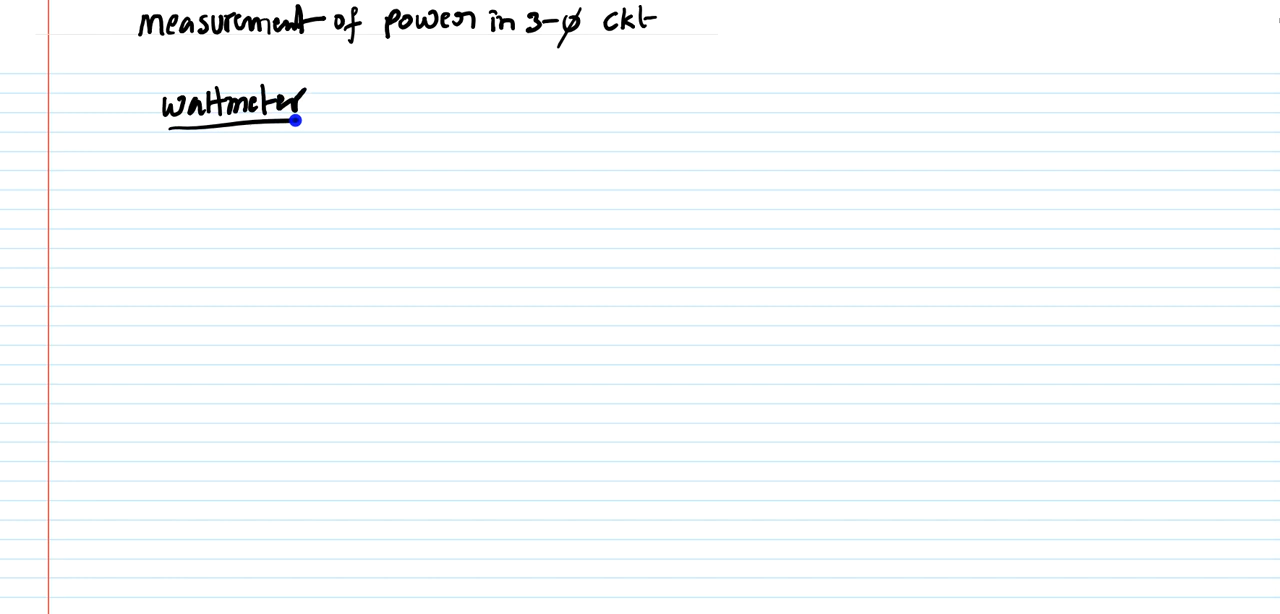 measurement of power in 3-φ ckt
wattmeter